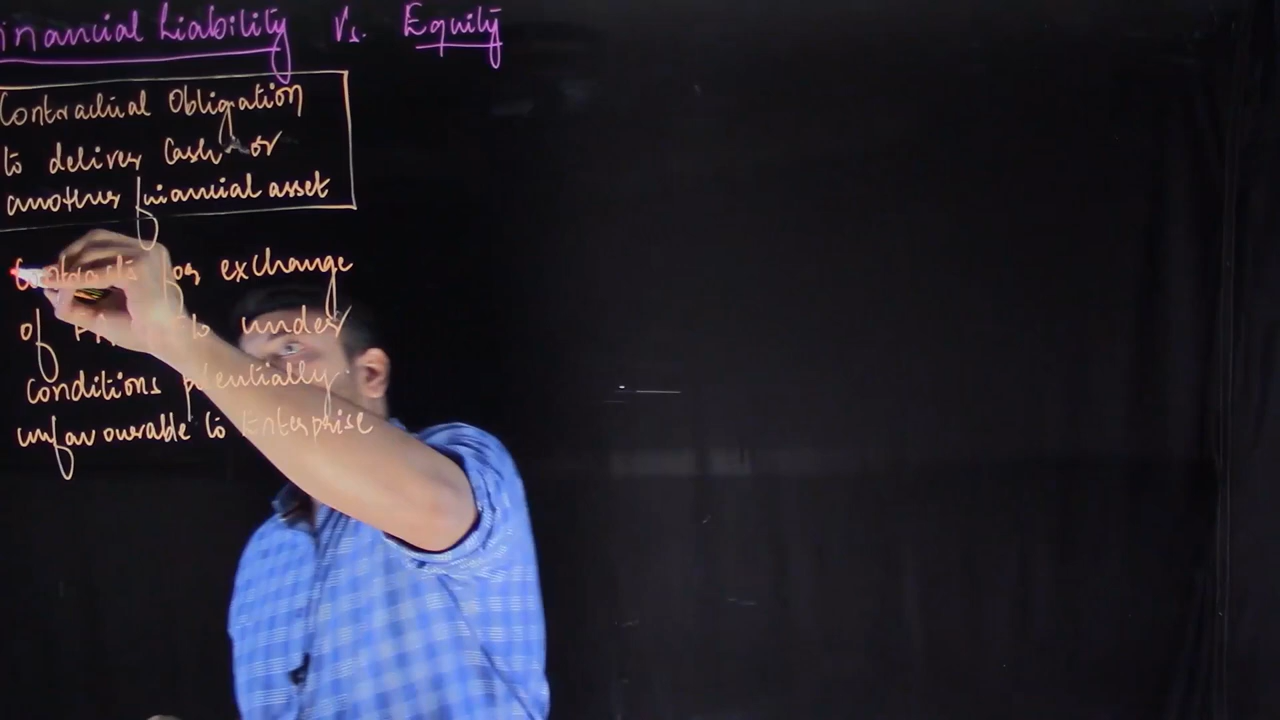 inancial Liability Vs. Equity
Contractual Obligation
to deliver Cash or
another financial asset
Contracts for exchange
of under
conditions potentially
unfavourable to Enterprise